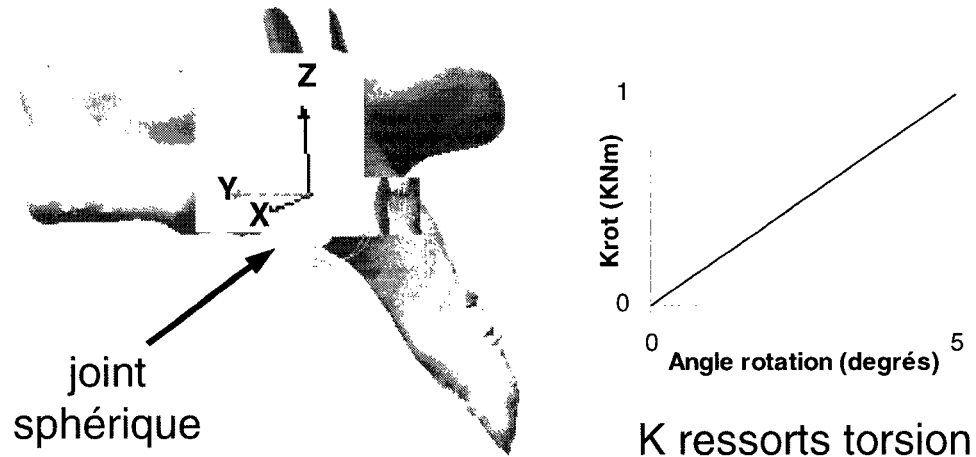 Z
Y
X
joint
sphérique
1
Krot (KNm)
0
0
5
Angle rotation (degrés)
K ressorts torsion